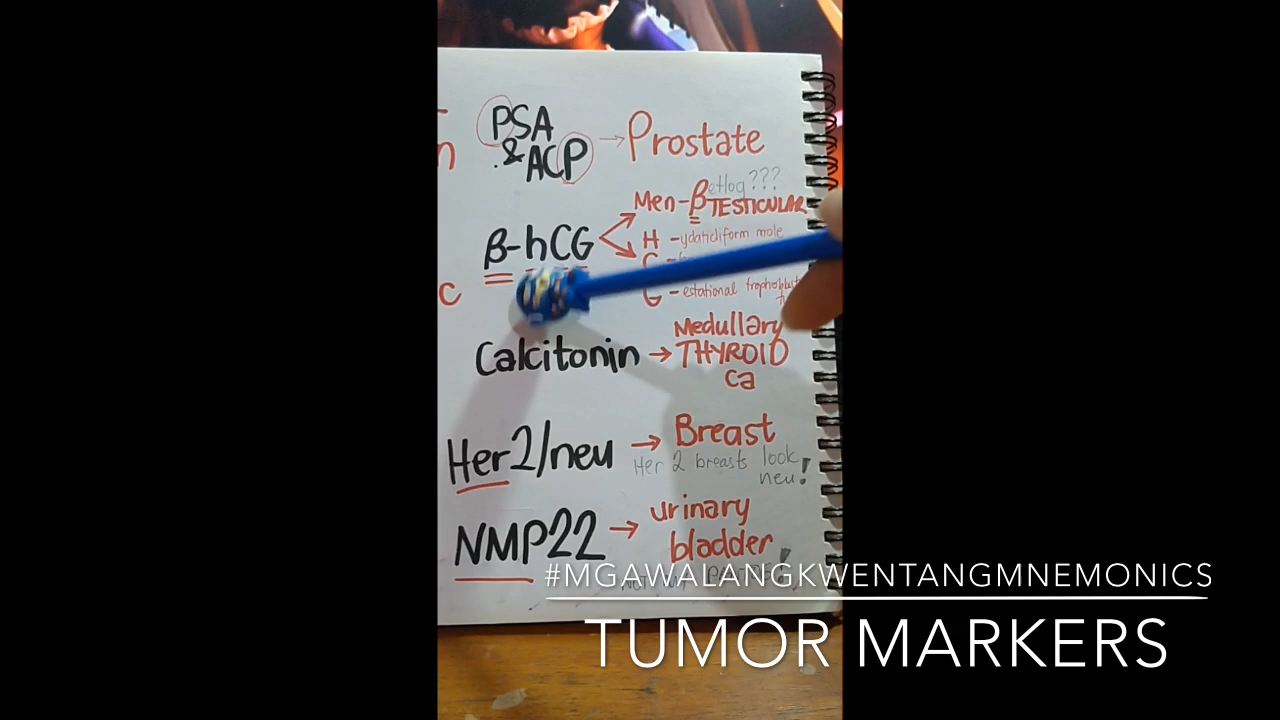 PSA
& ACP → Prostate
etlog???
Men - β TESTICULAR
β-hCG
H - ydatidiform mole
C
G - estational
c
Calcitonin → Medullary
THYROID
ca
Her2/neu → Breast
Her 2 breasts look
neu!
NMP22 → urinary
bladder
#MGAWALANGKWENTANGMNEMONICS
TUMOR MARKERS